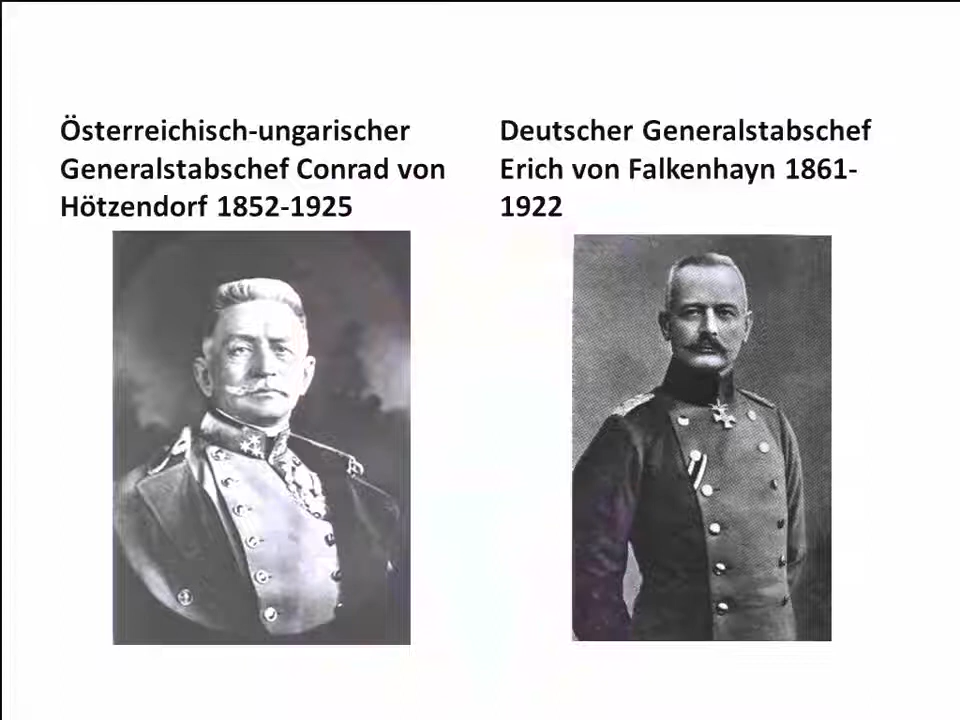 Österreichisch-ungarischer
Generalstabschef Conrad von
Hötzendorf 1852-1925
Deutscher Generalstabschef
Erich von Falkenhayn 1861-
1922